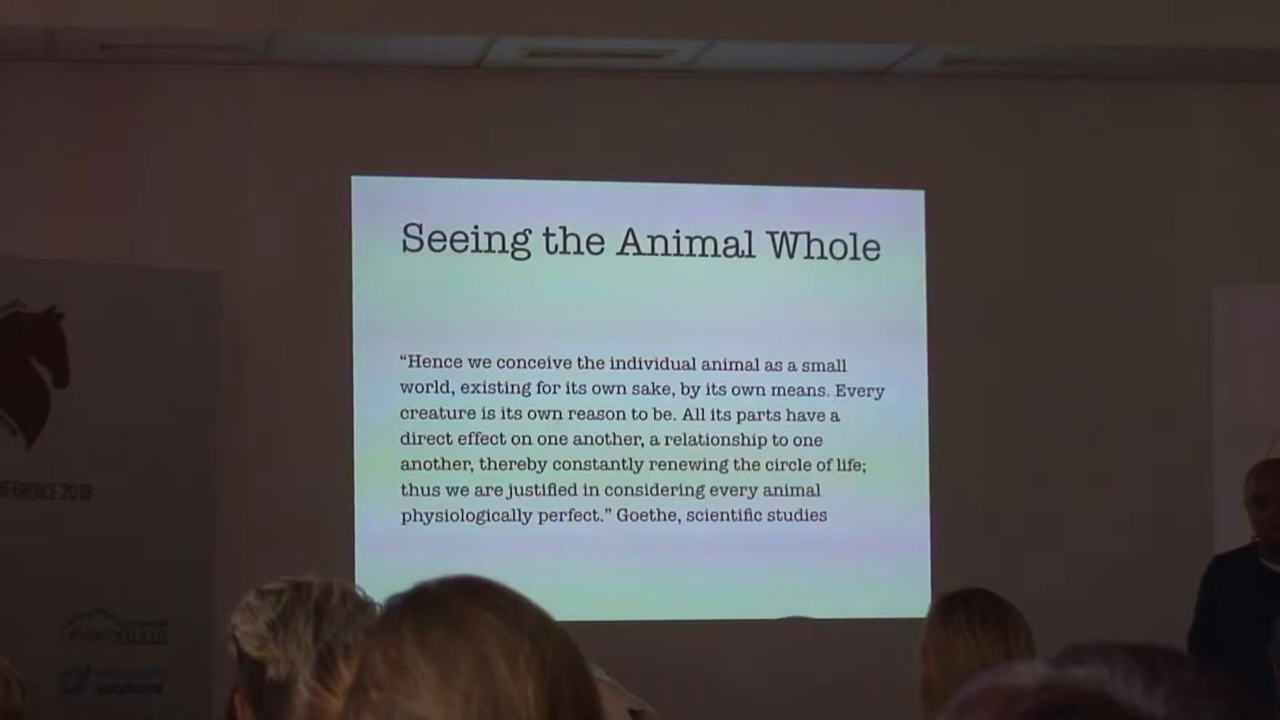 Seeing the Animal Whole
“Hence we conceive the individual animal as a small
world, existing for its own sake, by its own means. Every
creature is its own reason to be. All its parts have a
direct effect on one another, a relationship to one
another, thereby constantly renewing the circle of life;
thus we are justified in considering every animal
physiologically perfect.” Goethe, scientific studies
2019